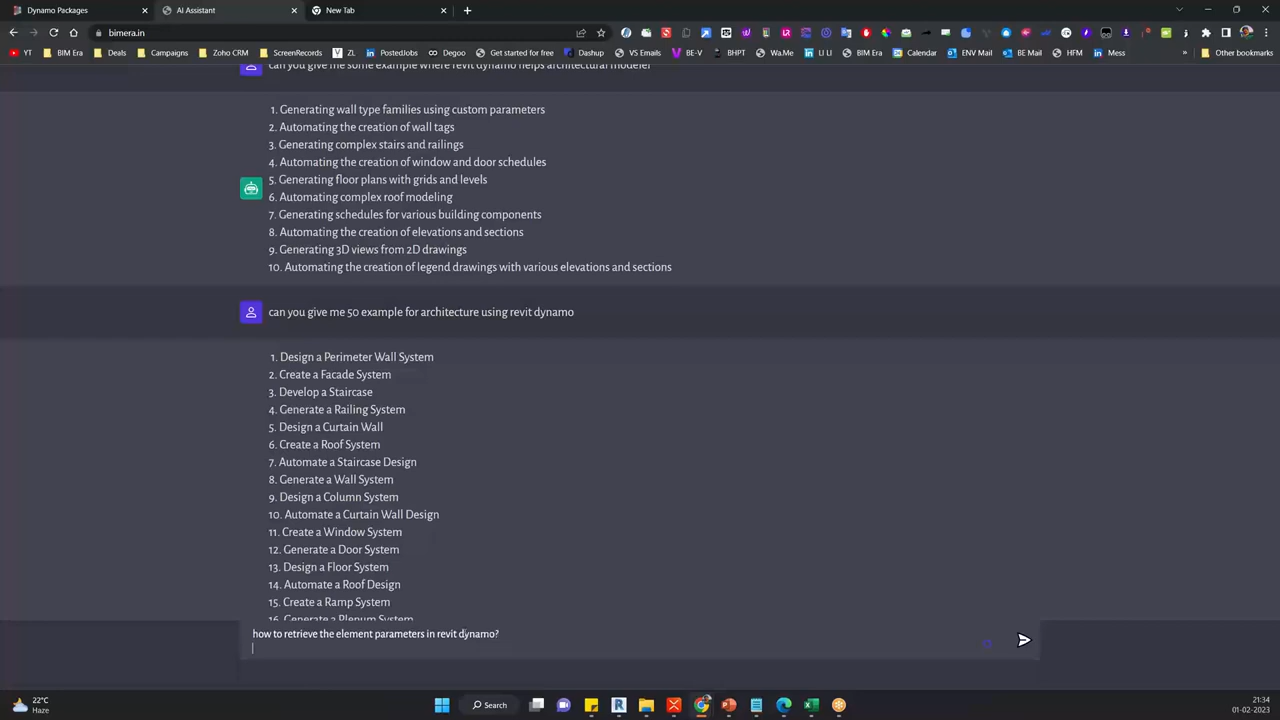 Dynamo Packages
AI Assistant
New Tab
bimera.in
YT
BIM Era
Deals
Campaigns
Zoho CRM
ScreenRecords
ZL
PostedJobs
Degoo
Get started for free
Dashup
VS Emails
BE-V
BHPT
Wa.Me
LI LI
BIM Era
Calendar
ENV Mail
BE Mail
HFM
Mess
»
Other bookmarks
can you give me some example where revit dynamo helps architectural modeler
1. Generating wall type families using custom parameters
2. Automating the creation of wall tags
3. Generating complex stairs and railings
4. Automating the creation of window and door schedules
5. Generating floor plans with grids and levels
6. Automating complex roof modeling
7. Generating schedules for various building components
8. Automating the creation of elevations and sections
9. Generating 3D views from 2D drawings
10. Automating the creation of legend drawings with various elevations and sections
can you give me 50 example for architecture using revit dynamo
1. Design a Perimeter Wall System
2. Create a Facade System
3. Develop a Staircase
4. Generate a Railing System
5. Design a Curtain Wall
6. Create a Roof System
7. Automate a Staircase Design
8. Generate a Wall System
9. Design a Column System
10. Automate a Curtain Wall Design
11. Create a Window System
12. Generate a Door System
13. Design a Floor System
14. Automate a Roof Design
15. Create a Ramp System
16. Generate a Plenum System
how to retrieve the element parameters in revit dynamo?
22°C
Haze
Search
21:34
01-02-2023